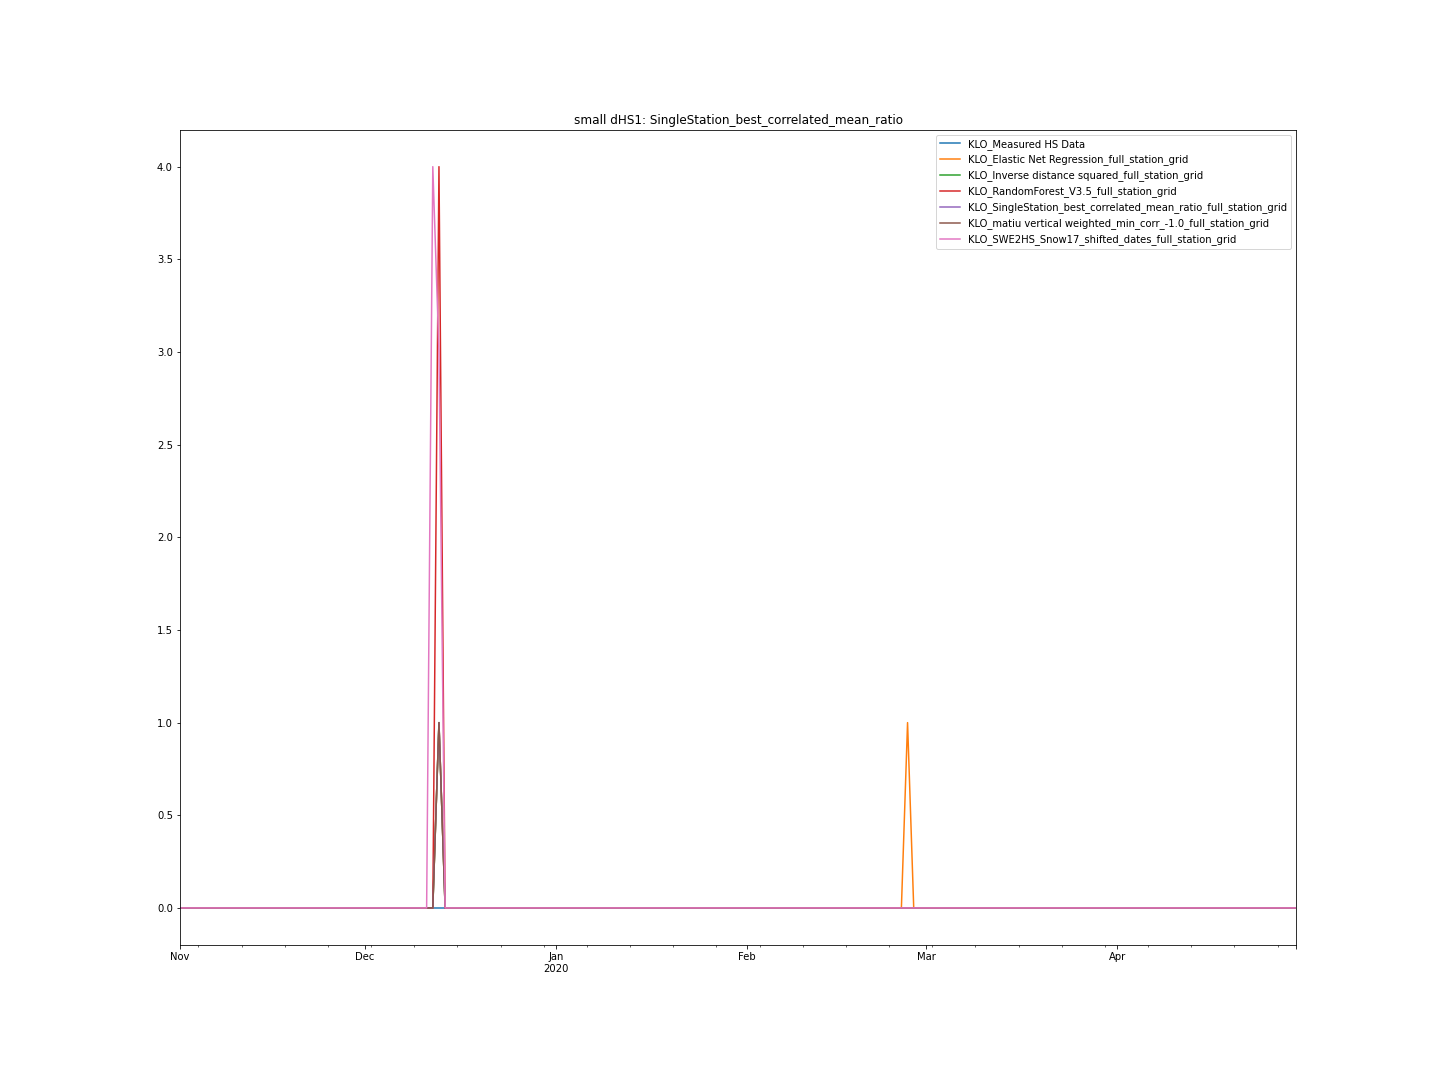 small dHS1: SingleStation_best_correlated_mean_ratio
KLO_Measured HS Data
KLO_Elastic Net Regression_full_station_grid
KLO_Inverse distance squared_full_station_grid
KLO_RandomForest_V3.5_full_station_grid
KLO_SingleStation_best_correlated_mean_ratio_full_station_grid
KLO_matiu vertical weighted_min_corr_-1.0_full_station_grid
KLO_SWE2HS_Snow17_shifted_dates_full_station_grid
4.0
3.5
3.0
2.5
2.0
1.5
1.0
0.5
0.0
Nov Dec Jan Feb Mar Apr
2020